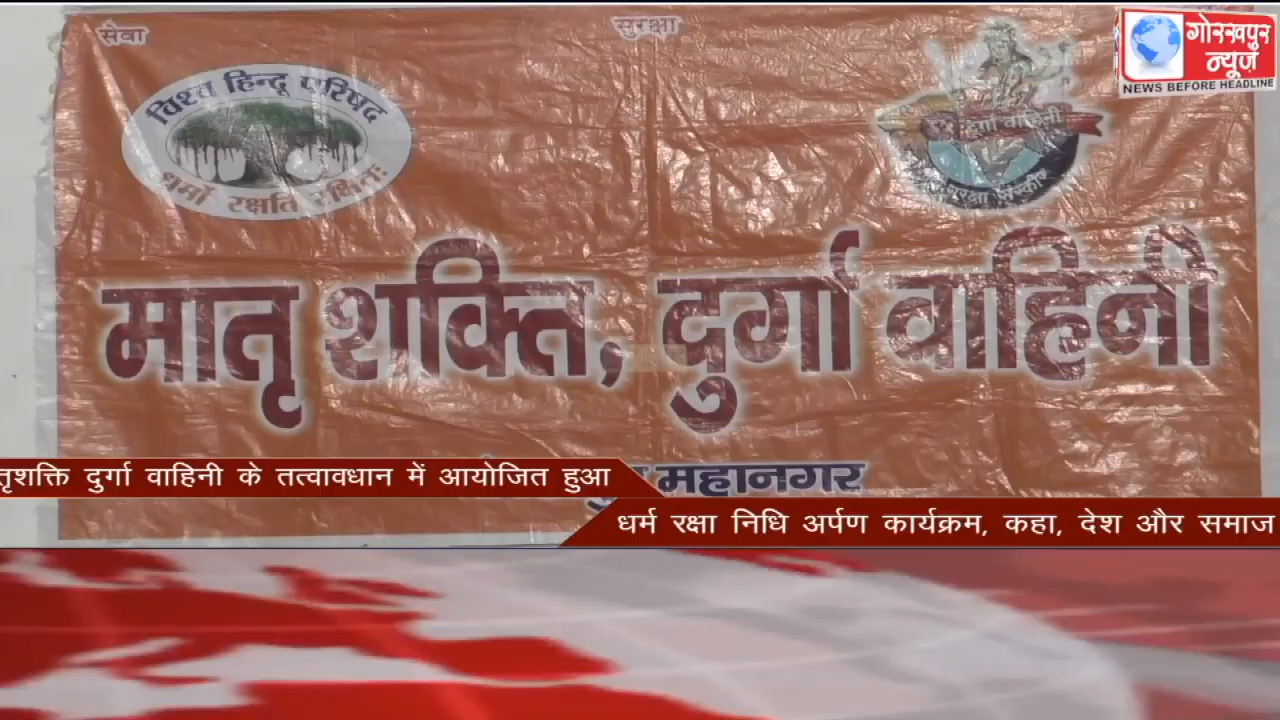 सेवा
सुरक्षा
गोरखपुर
न्यूज़
NEWS BEFORE HEADLINE
विश्व हिन्दू परिषद
धर्मो रक्षति रक्षितः
दुर्गा वाहिनी
मातृ शक्ति, दुर्गा वाहिनी
महानगर
तृशक्ति दुर्गा वाहिनी के तत्वावधान में आयोजित हुआ
धर्म रक्षा निधि अर्पण कार्यक्रम, कहा, देश और समाज